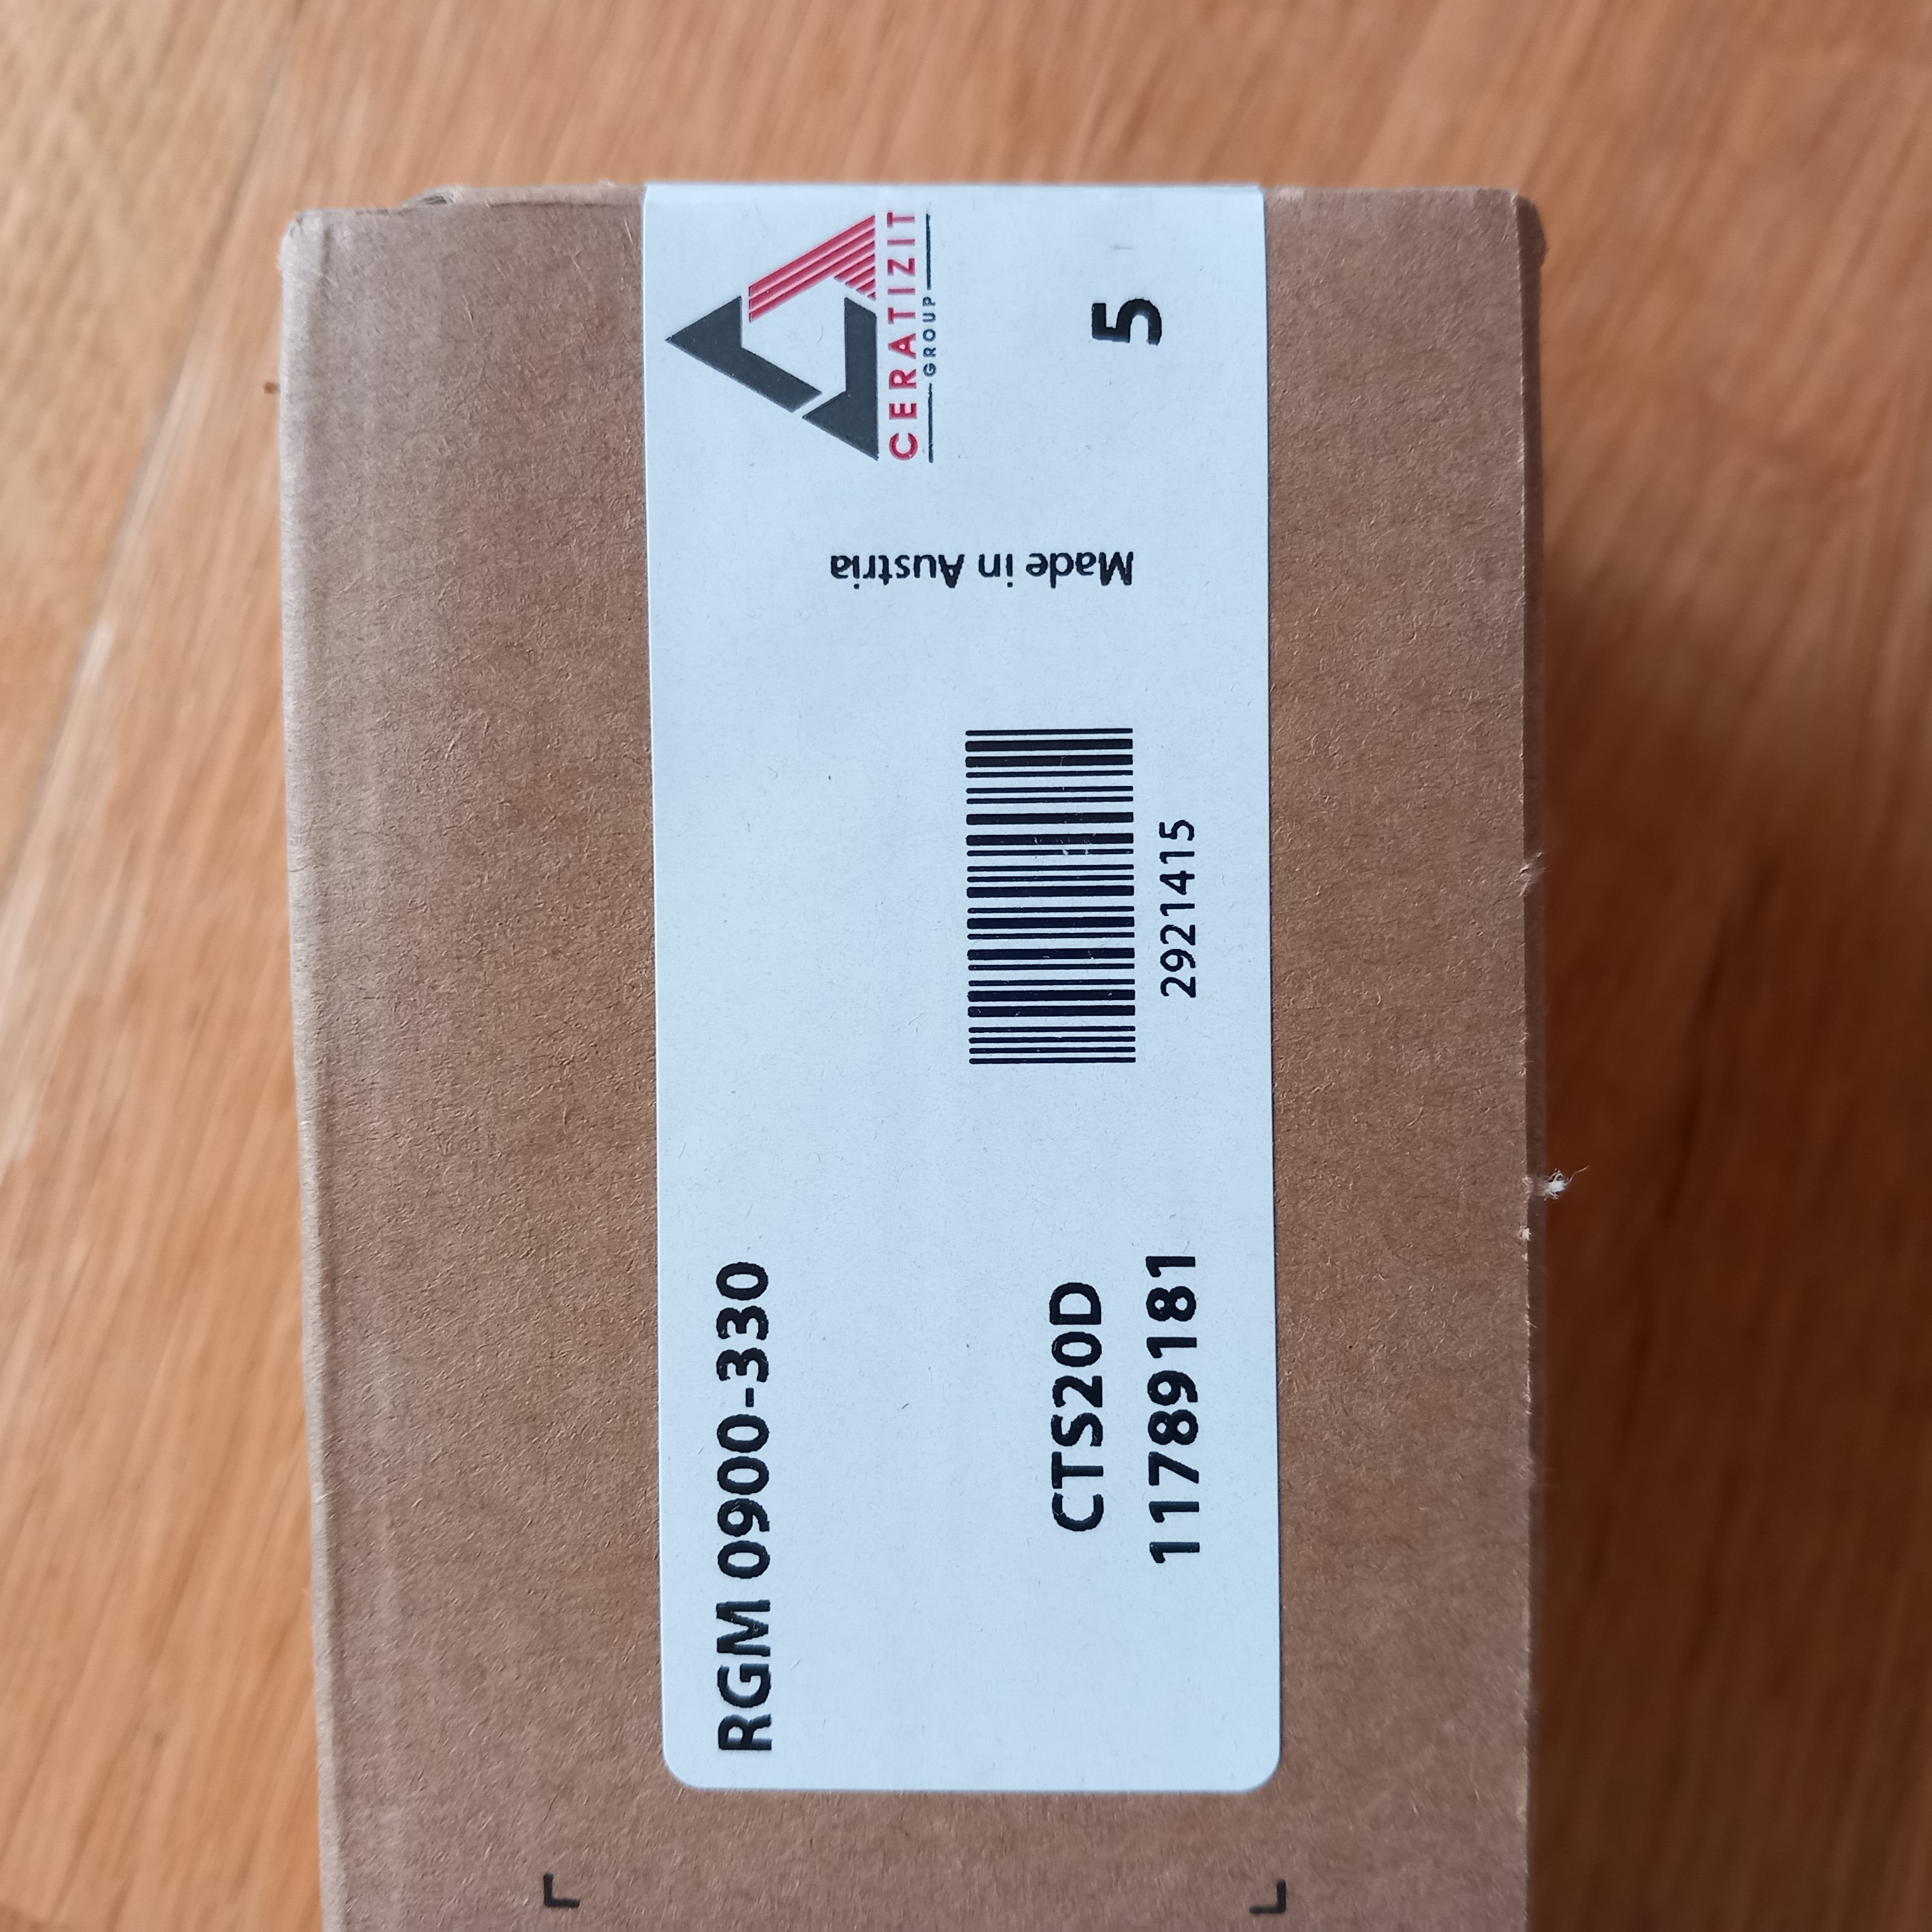 RGM 0900-330
CERATIZIT
GROUP
Made in Austria
CTS20D
11789181
2921415
5